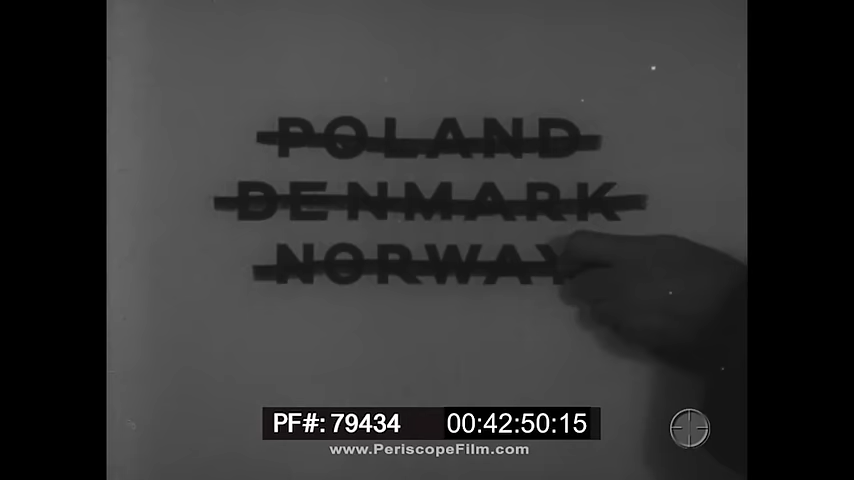 POLAND
DENMARK
NORWAY
PF#: 79434 00:42:50:15
www.PeriscopeFilm.com